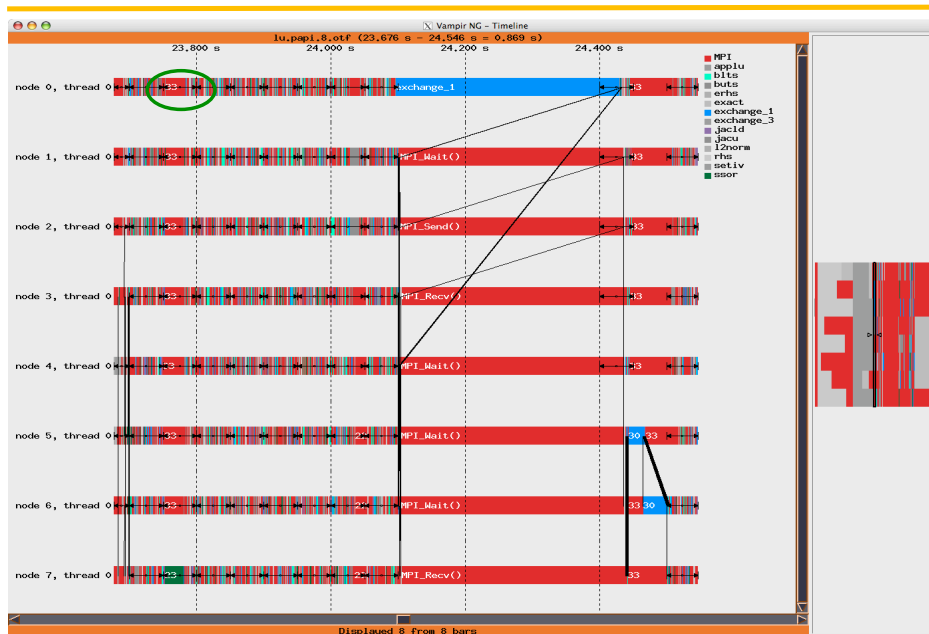 Vampir NG - Timeline
lu.papi.8.otf (23.676 s - 24.546 s = 0.869 s)
23.800 s 24.000 s 24.200 s 24.400 s
node 0, thread 0 33 exchange_1 33
node 1, thread 0 33 MPI_Wait() 33
node 2, thread 0 33 MPI_Send() 33
node 3, thread 0 33 MPI_Recv() 33
node 4, thread 0 33 MPI_Wait() 33
node 5, thread 0 33 MPI_Wait() 30 33
node 6, thread 0 33 MPI_Wait() 33 30
node 7, thread 0 23 MPI_Recv() 33
MPI
applu
blts
buts
erhs
exact
exchange_1
exchange_3
jacld
jacu
l2norm
rhs
setiv
ssor
Displayed 8 from 8 bars